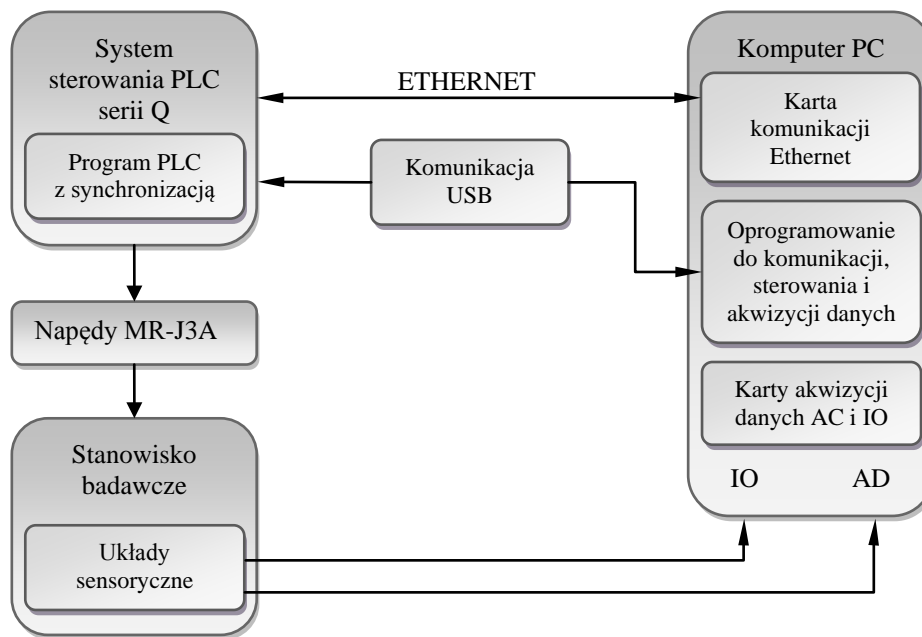 System
sterowania PLC
serii Q
Program PLC
z synchronizacją
ETHERNET
Komunikacja
USB
Komputer PC
Karta
komunikacji
Ethernet
Oprogramowanie
do komunikacji,
sterowania i
akwizycji danych
Karty akwizycji
danych AC i IO
IO AD
Napędy MR-J3A
Stanowisko
badawcze
Układy
sensoryczne